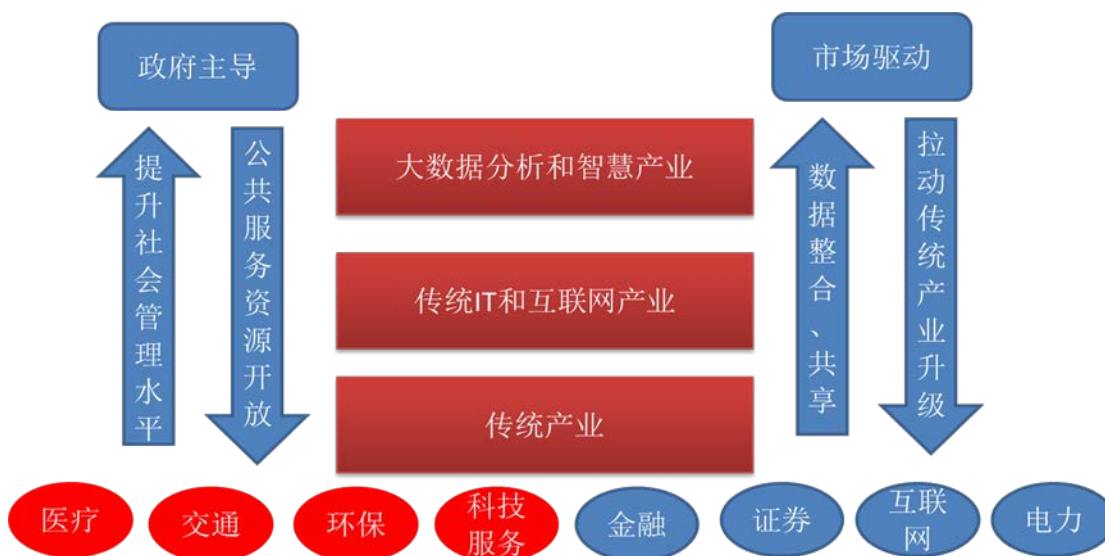 政府主导
市场驱动
提升社会管理水平
公共服务资源开放
大数据分析和智慧产业
传统IT和互联网产业
传统产业
数据整合、共享
拉动传统产业升级
医疗
交通
环保
科技
服务
金融
证券
互联
网
电力